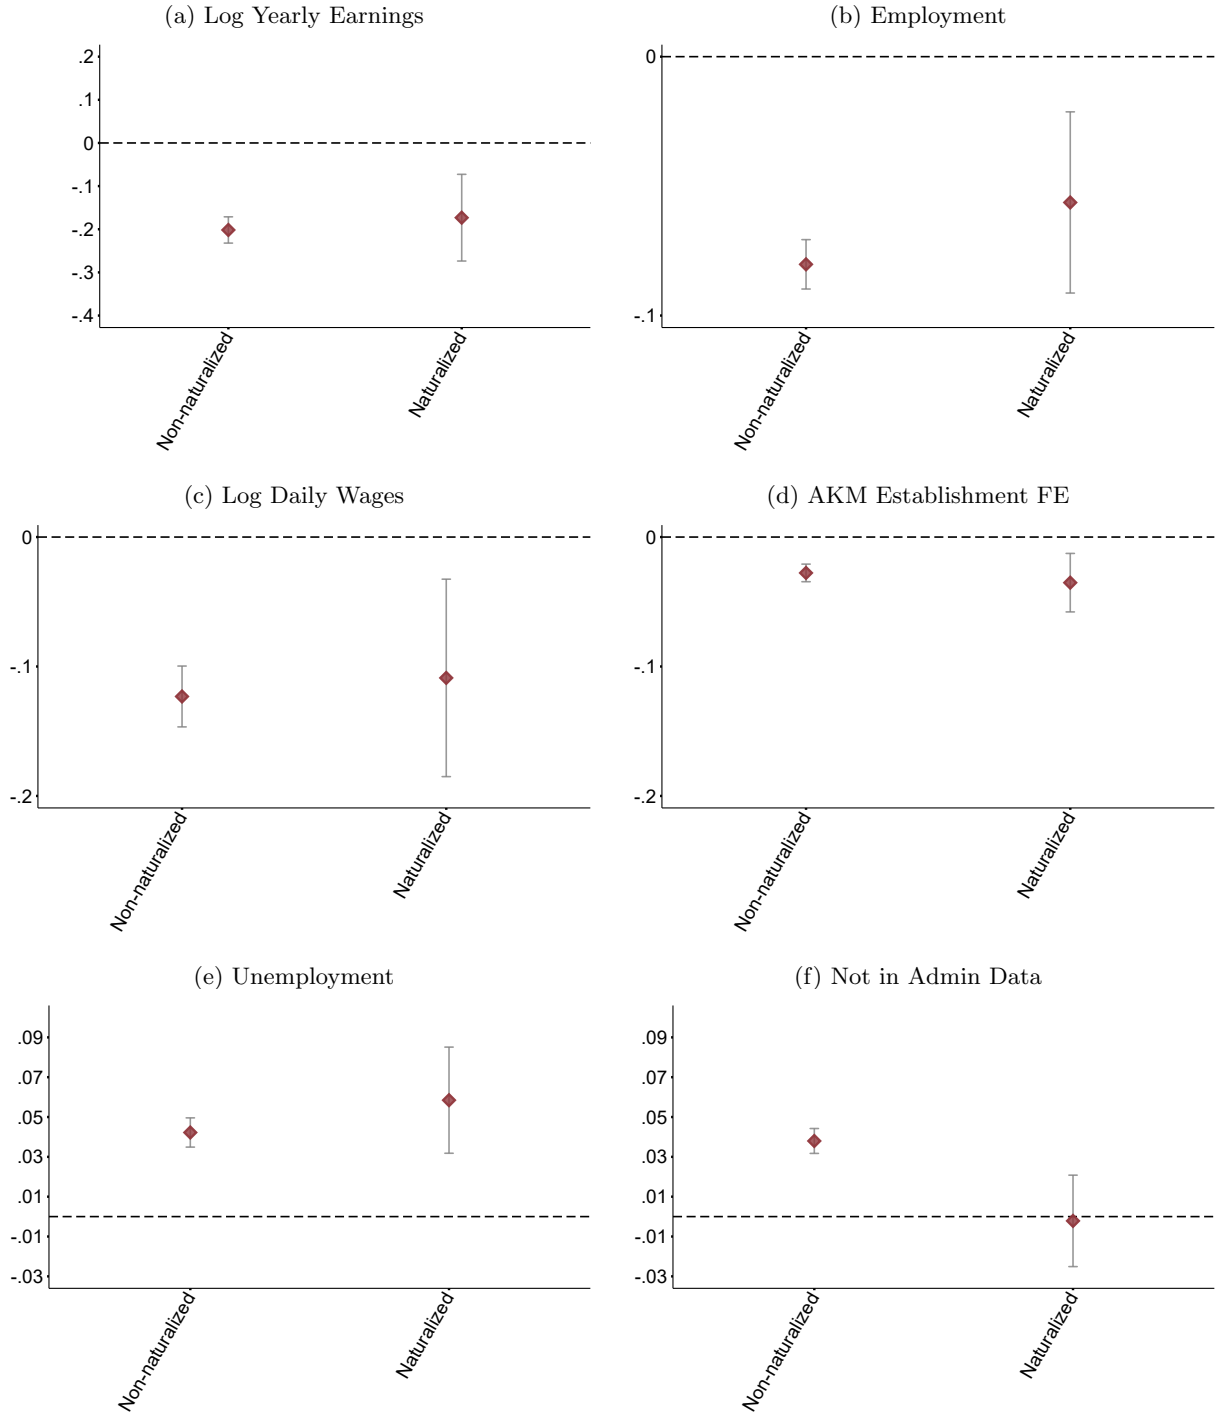 (a) Log Yearly Earnings
.2
.1
0
-.1
-.2
-.3
-.4
Non-naturalized
Naturalized
(b) Employment
0
-.1
Non-naturalized
Naturalized
(c) Log Daily Wages
0
-.1
-.2
Non-naturalized
Naturalized
(d) AKM Establishment FE
0
-.1
-.2
Non-naturalized
Naturalized
(e) Unemployment
.09
.07
.05
.03
.01
-.01
-.03
Non-naturalized
Naturalized
(f) Not in Admin Data
.09
.07
.05
.03
.01
-.01
-.03
Non-naturalized
Naturalized